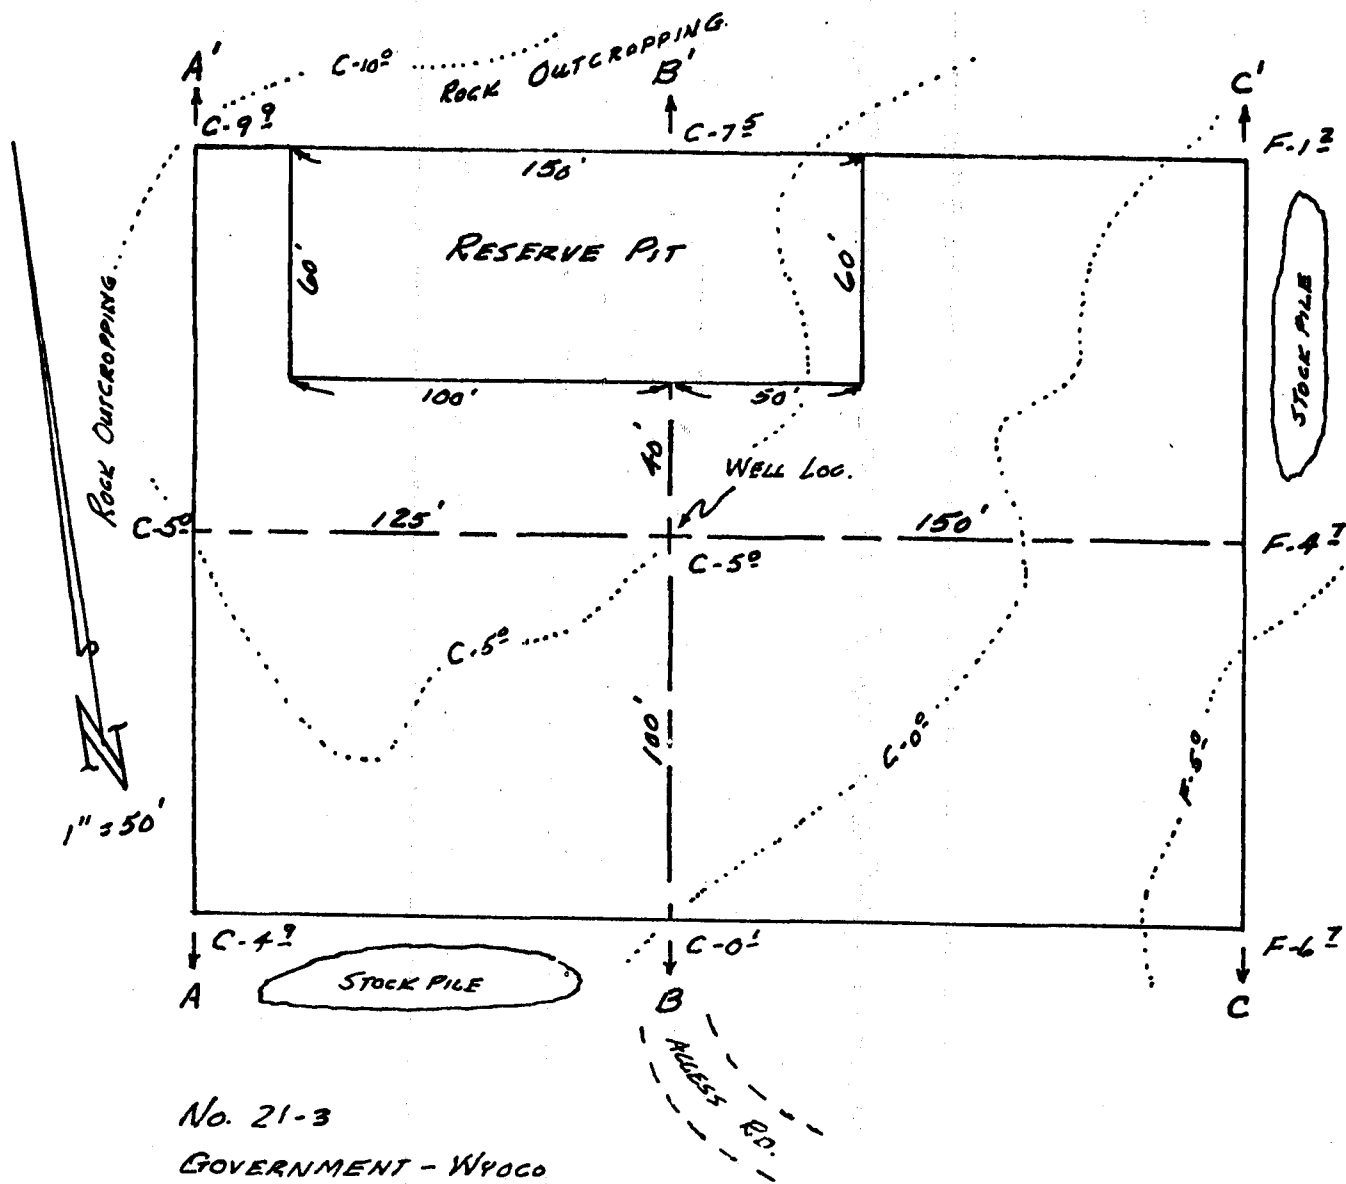 A'
C-10⁰
ROCK OUTCROPPING
B'
C'
C-9⁹
C-7⁵
F-1²
150'
RESERVE PIT
60'
60'
ROCK OUTCROPPING
STOCK PILE
100'
50'
40'
WELL LOC.
C-5⁰
125'
150'
C-5⁰
F-4⁷
C-5⁰
100'
C-0⁰
F-5⁰
N
1" = 50'
C-4⁹
C-0¹
F-6⁷
STOCK PILE
A
B
C
ACCESS RD.
No. 21-3
GOVERNMENT - WYOCO